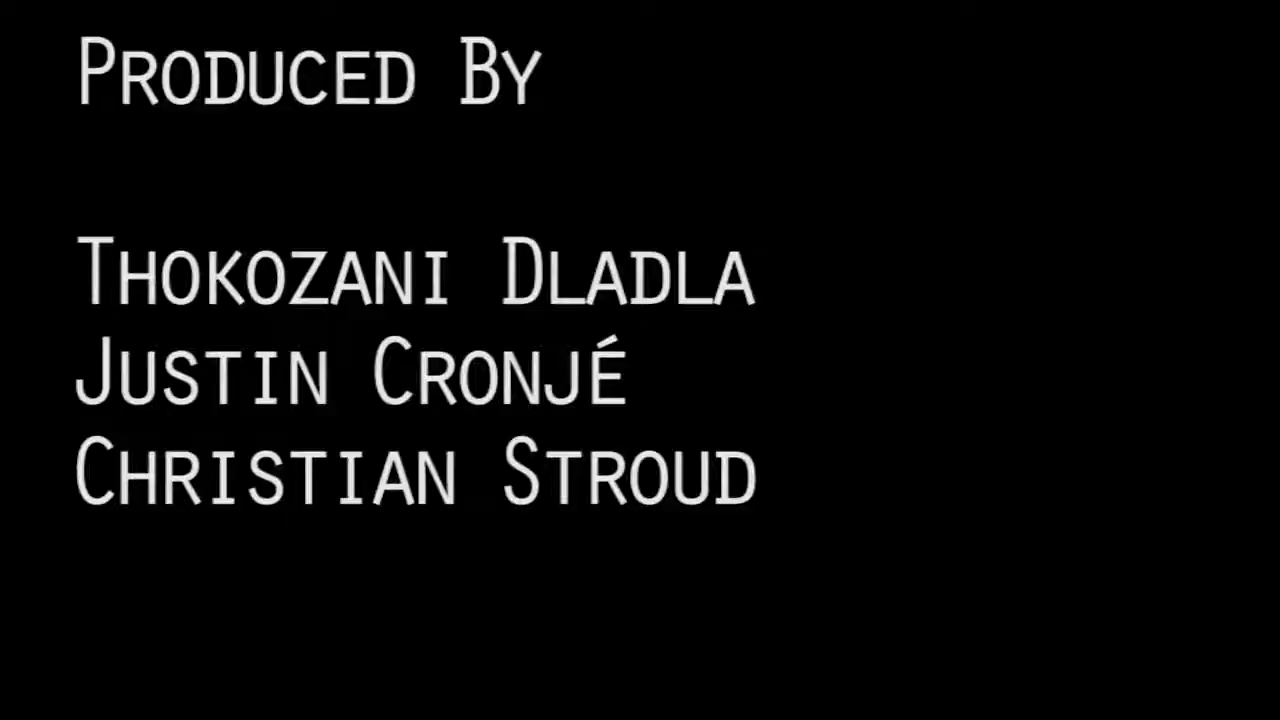 Produced By
Thokozani Dladla
Justin Cronjé
Christian Stroud